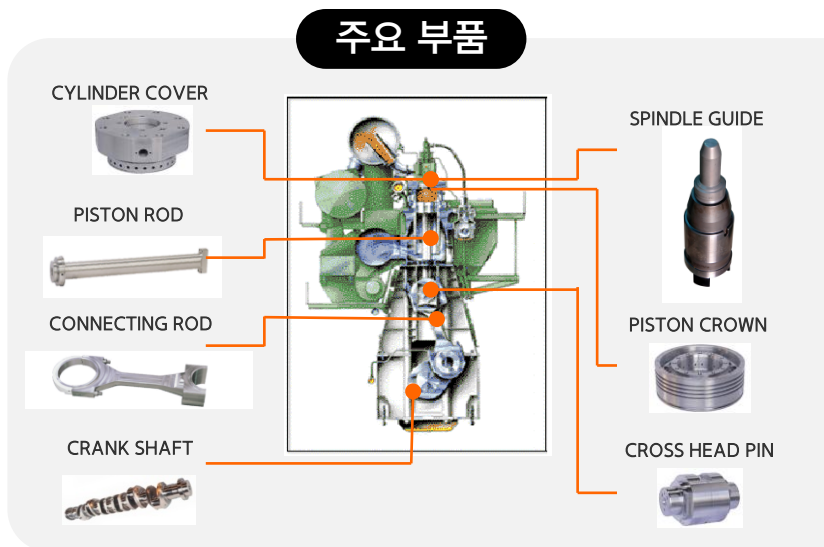 주요 부품
CYLINDER COVER
SPINDLE GUIDE
PISTON ROD
CONNECTING ROD
PISTON CROWN
CRANK SHAFT
CROSS HEAD PIN